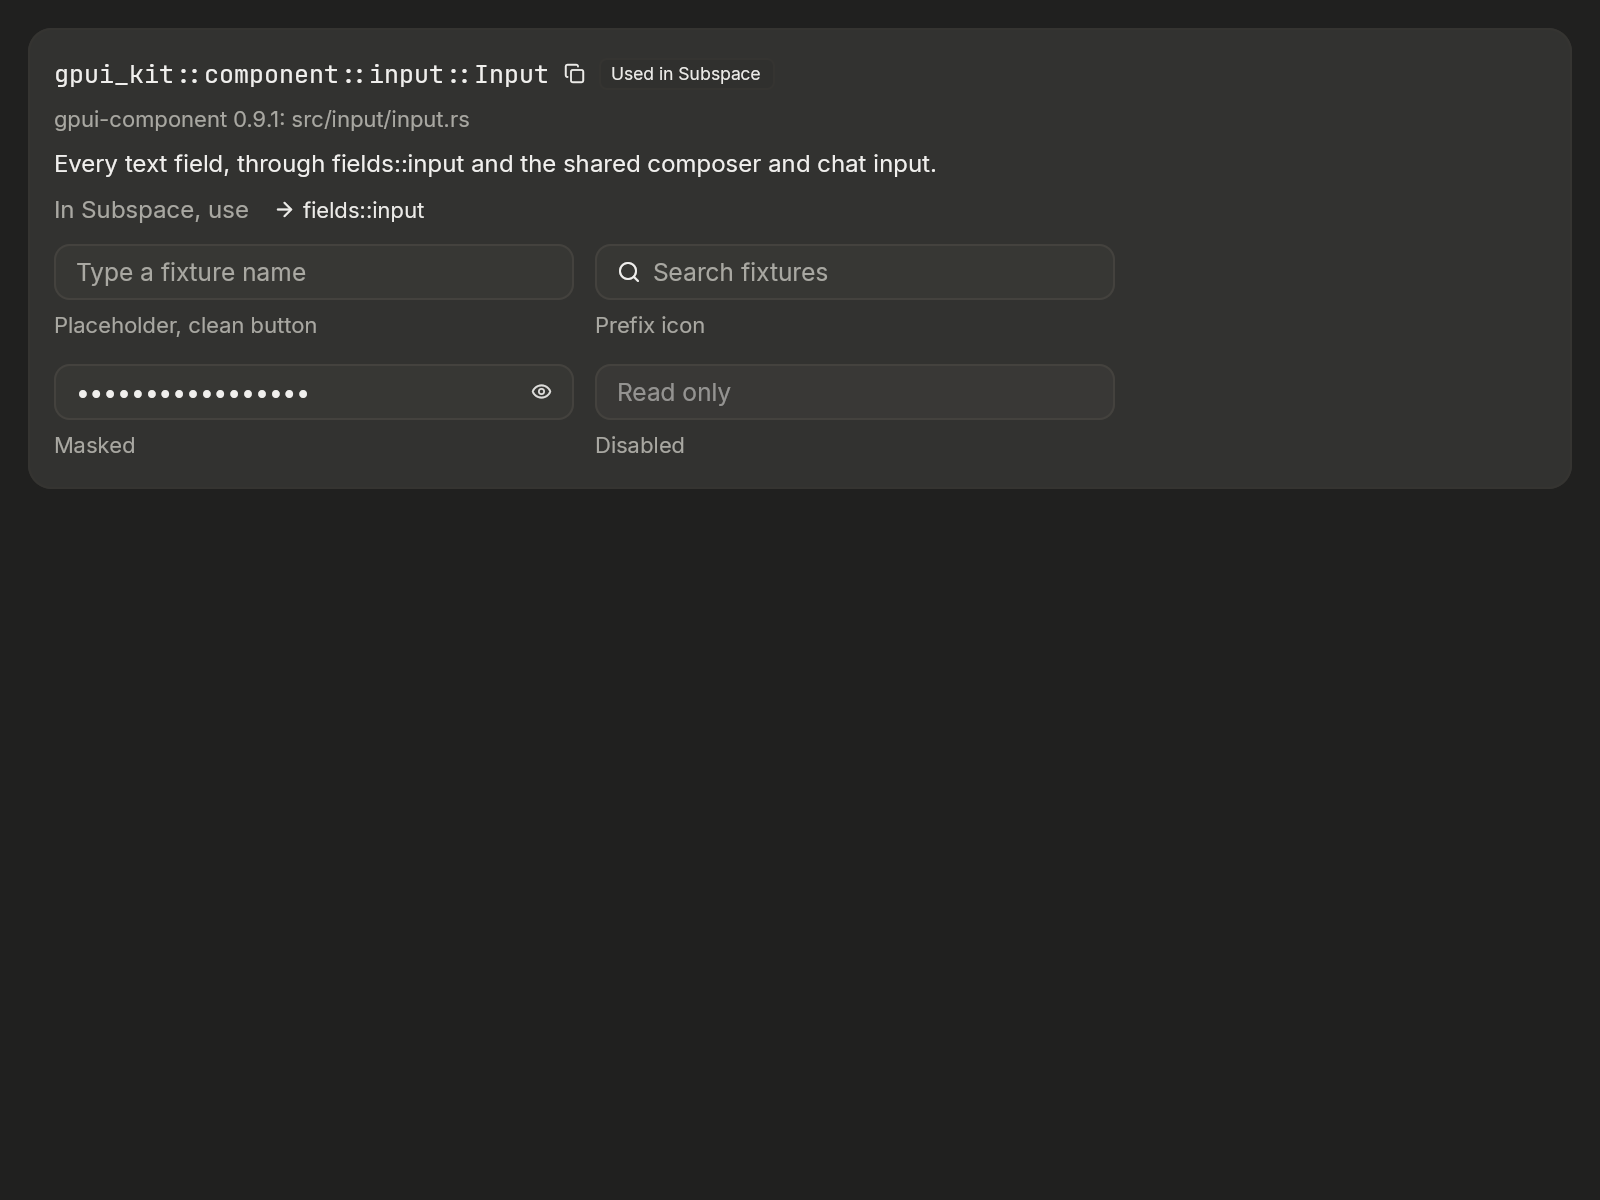 gpui_kit::component::input::Input Used in Subspace
gpui-component 0.9.1: src/input/input.rs
Every text field, through fields::input and the shared composer and chat input.
In Subspace, use → fields::input
Type a fixture name Search fixtures
Placeholder, clean button Prefix icon
••••••••••••••••• Read only
Masked Disabled